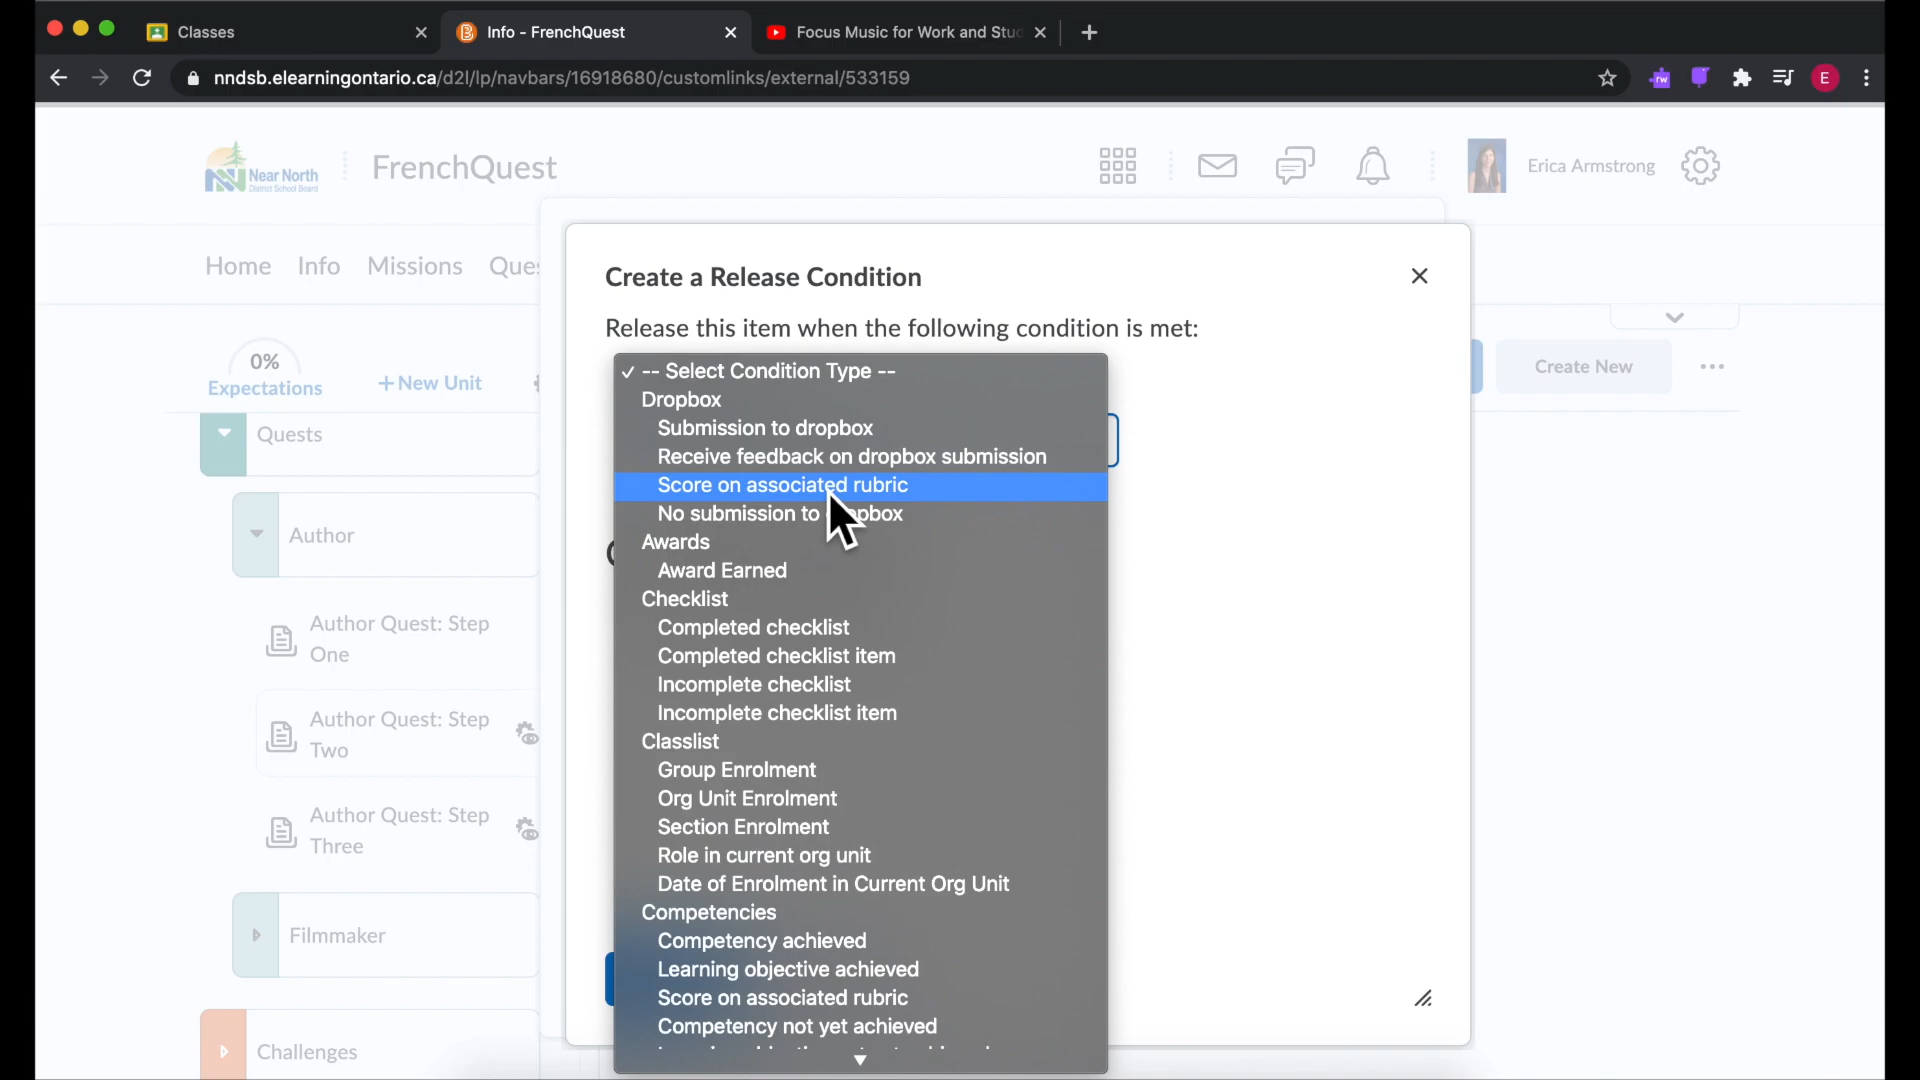 Classes
Info - FrenchQuest
Focus Music for Work and Stu
nndsb.elearningontario.ca/d2l/lp/navbars/16918680/customlinks/external/533159
rw
E
Near North
District School Board
FrenchQuest
Erica Armstrong
Home Info Missions Ques
Create a Release Condition
Release this item when the following condition is met:
0%
Expectations
+ New Unit
Create New
✓ -- Select Condition Type --
Dropbox
Submission to dropbox
Receive feedback on dropbox submission
Score on associated rubric
No submission to dropbox
Awards
Award Earned
Checklist
Completed checklist
Completed checklist item
Incomplete checklist
Incomplete checklist item
Classlist
Group Enrolment
Org Unit Enrolment
Section Enrolment
Role in current org unit
Date of Enrolment in Current Org Unit
Competencies
Competency achieved
Learning objective achieved
Score on associated rubric
Competency not yet achieved
Quests
Author
Author Quest: Step
One
Author Quest: Step
Two
Author Quest: Step
Three
Filmmaker
Challenges